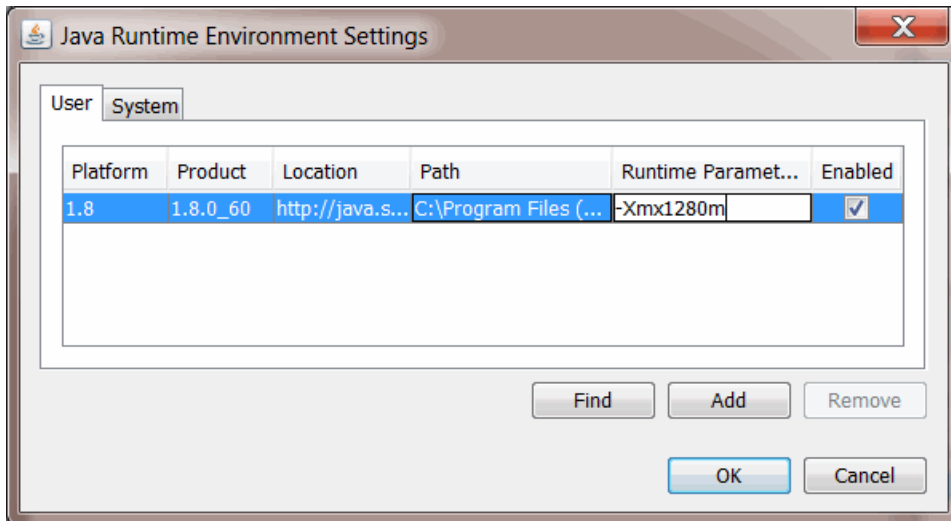 Java Runtime Environment Settings
User System
Platform Product Location Path Runtime Paramet... Enabled
1.8 1.8.0_60 http://java.s... C:\Program Files (... -Xmx1280m
Find Add Remove
OK Cancel